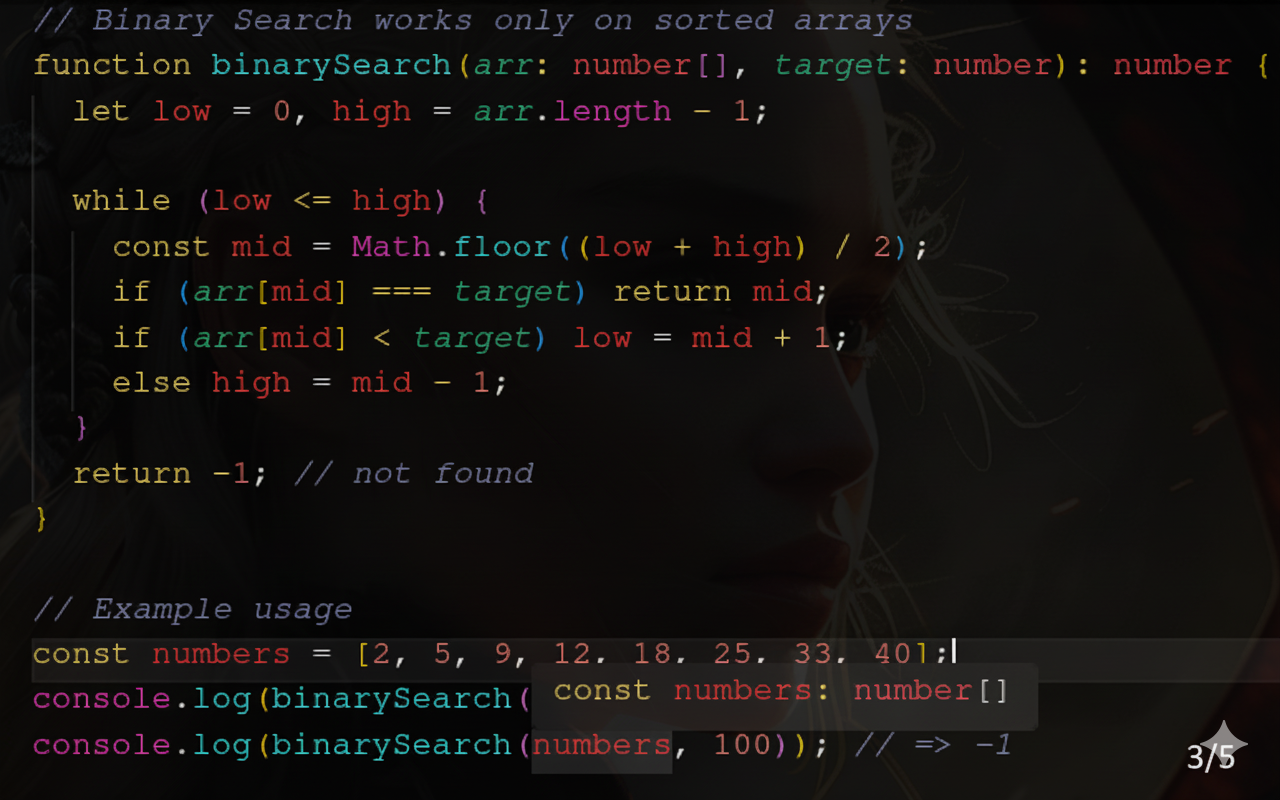 // Binary Search works only on sorted arrays
function binarySearch(arr: number[], target: number): number {
  let low = 0, high = arr.length - 1;
  while (low <= high) {
    const mid = Math.floor((low + high) / 2);
    if (arr[mid] === target) return mid;
    if (arr[mid] < target) low = mid + 1;
    else high = mid - 1;
  }
  return -1; // not found
}
// Example usage
const numbers = [2, 5, 9, 12, 18, 25, 33, 40];
console.log(binarySearch(
const numbers: number[]
console.log(binarySearch(numbers, 100)); // => -1
3/5